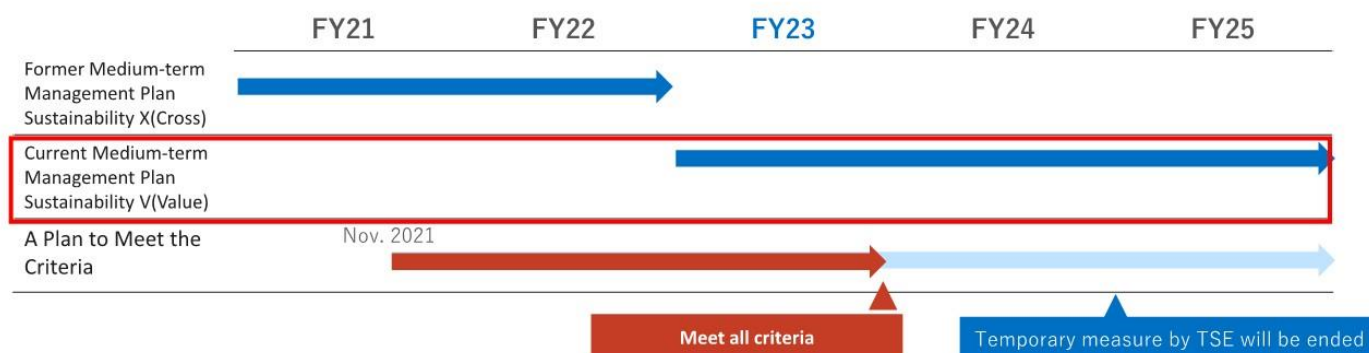 FY21 FY22 FY23 FY24 FY25
Former Medium-term
Management Plan
Sustainability X(Cross)
Current Medium-term
Management Plan
Sustainability V(Value)
A Plan to Meet the
Criteria
Nov. 2021
Meet all criteria
Temporary measure by TSE will be ended